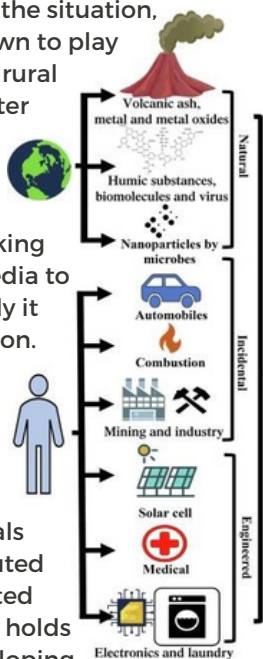 the situation,
wn to play
rural
ter
king
edia to
ly it
on.
als
uted
ted
holds
loping
Volcanic ash,
metal and metal oxides
Humic substances,
biomolecules and virus
Nanoparticles by
microbes
Natural
Automobiles
Combustion
Mining and industry
Incidental
Solar cell
Medical
Electronics and laundry
Engineered